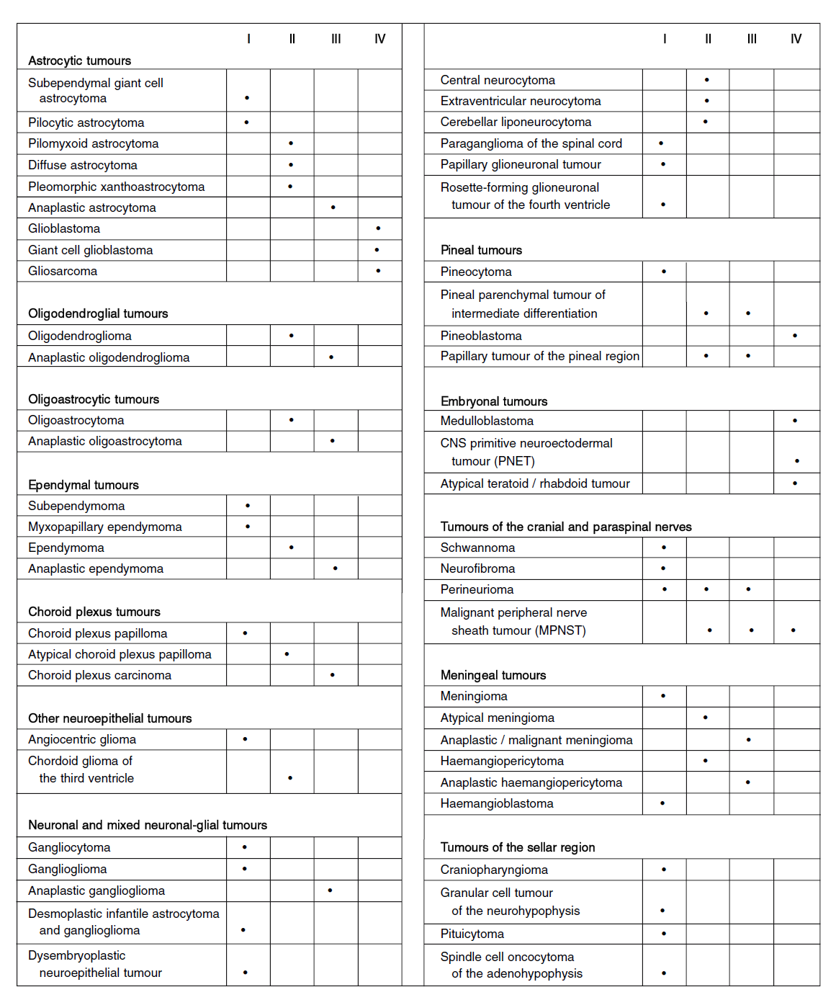 I II III IV
Astrocytic tumours
Subependymal giant cell
astrocytoma •
Pilocytic astrocytoma •
Pilomyxoid astrocytoma •
Diffuse astrocytoma •
Pleomorphic xanthoastrocytoma •
Anaplastic astrocytoma •
Glioblastoma •
Giant cell glioblastoma •
Gliosarcoma •
Oligodendroglial tumours
Oligodendroglioma •
Anaplastic oligodendroglioma •
Oligoastrocytic tumours
Oligoastrocytoma •
Anaplastic oligoastrocytoma •
Ependymal tumours
Subependymoma •
Myxopapillary ependymoma •
Ependymoma •
Anaplastic ependymoma •
Choroid plexus tumours
Choroid plexus papilloma •
Atypical choroid plexus papilloma •
Choroid plexus carcinoma •
Other neuroepithelial tumours
Angiocentric glioma •
Chordoid glioma of
the third ventricle •
Neuronal and mixed neuronal-glial tumours
Gangliocytoma •
Ganglioglioma •
Anaplastic ganglioglioma •
Desmoplastic infantile astrocytoma
and ganglioglioma •
Dysembryoplastic
neuroepithelial tumour •
I II III IV
Central neurocytoma •
Extraventricular neurocytoma •
Cerebellar liponeurocytoma •
Paraganglioma of the spinal cord •
Papillary glioneuronal tumour •
Rosette-forming glioneuronal
tumour of the fourth ventricle •
Pineal tumours
Pineocytoma •
Pineal parenchymal tumour of
intermediate differentiation • •
Pineoblastoma •
Papillary tumour of the pineal region • •
Embryonal tumours
Medulloblastoma •
CNS primitive neuroectodermal
tumour (PNET) •
Atypical teratoid / rhabdoid tumour •
Tumours of the cranial and paraspinal nerves
Schwannoma •
Neurofibroma •
Perineurioma • • •
Malignant peripheral nerve
sheath tumour (MPNST) • • •
Meningeal tumours
Meningioma •
Atypical meningioma •
Anaplastic / malignant meningioma •
Haemangiopericytoma •
Anaplastic haemangiopericytoma •
Haemangioblastoma •
Tumours of the sellar region
Craniopharyngioma •
Granular cell tumour
of the neurohypophysis •
Pituicytoma •
Spindle cell oncocytoma
of the adenohypophysis •